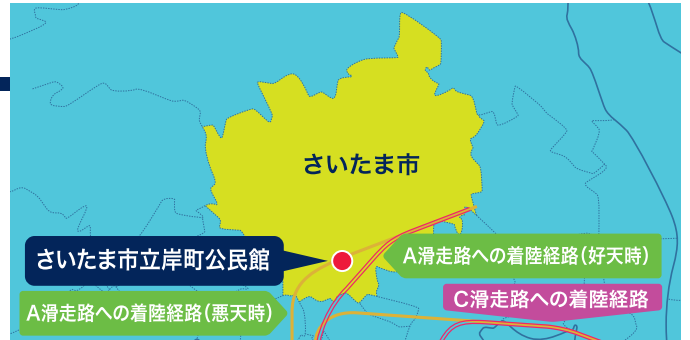 さいたま市
さいたま市立岸町公民館
A滑走路への着陸経路(好天時)
A滑走路への着陸経路(悪天時)
C滑走路への着陸経路